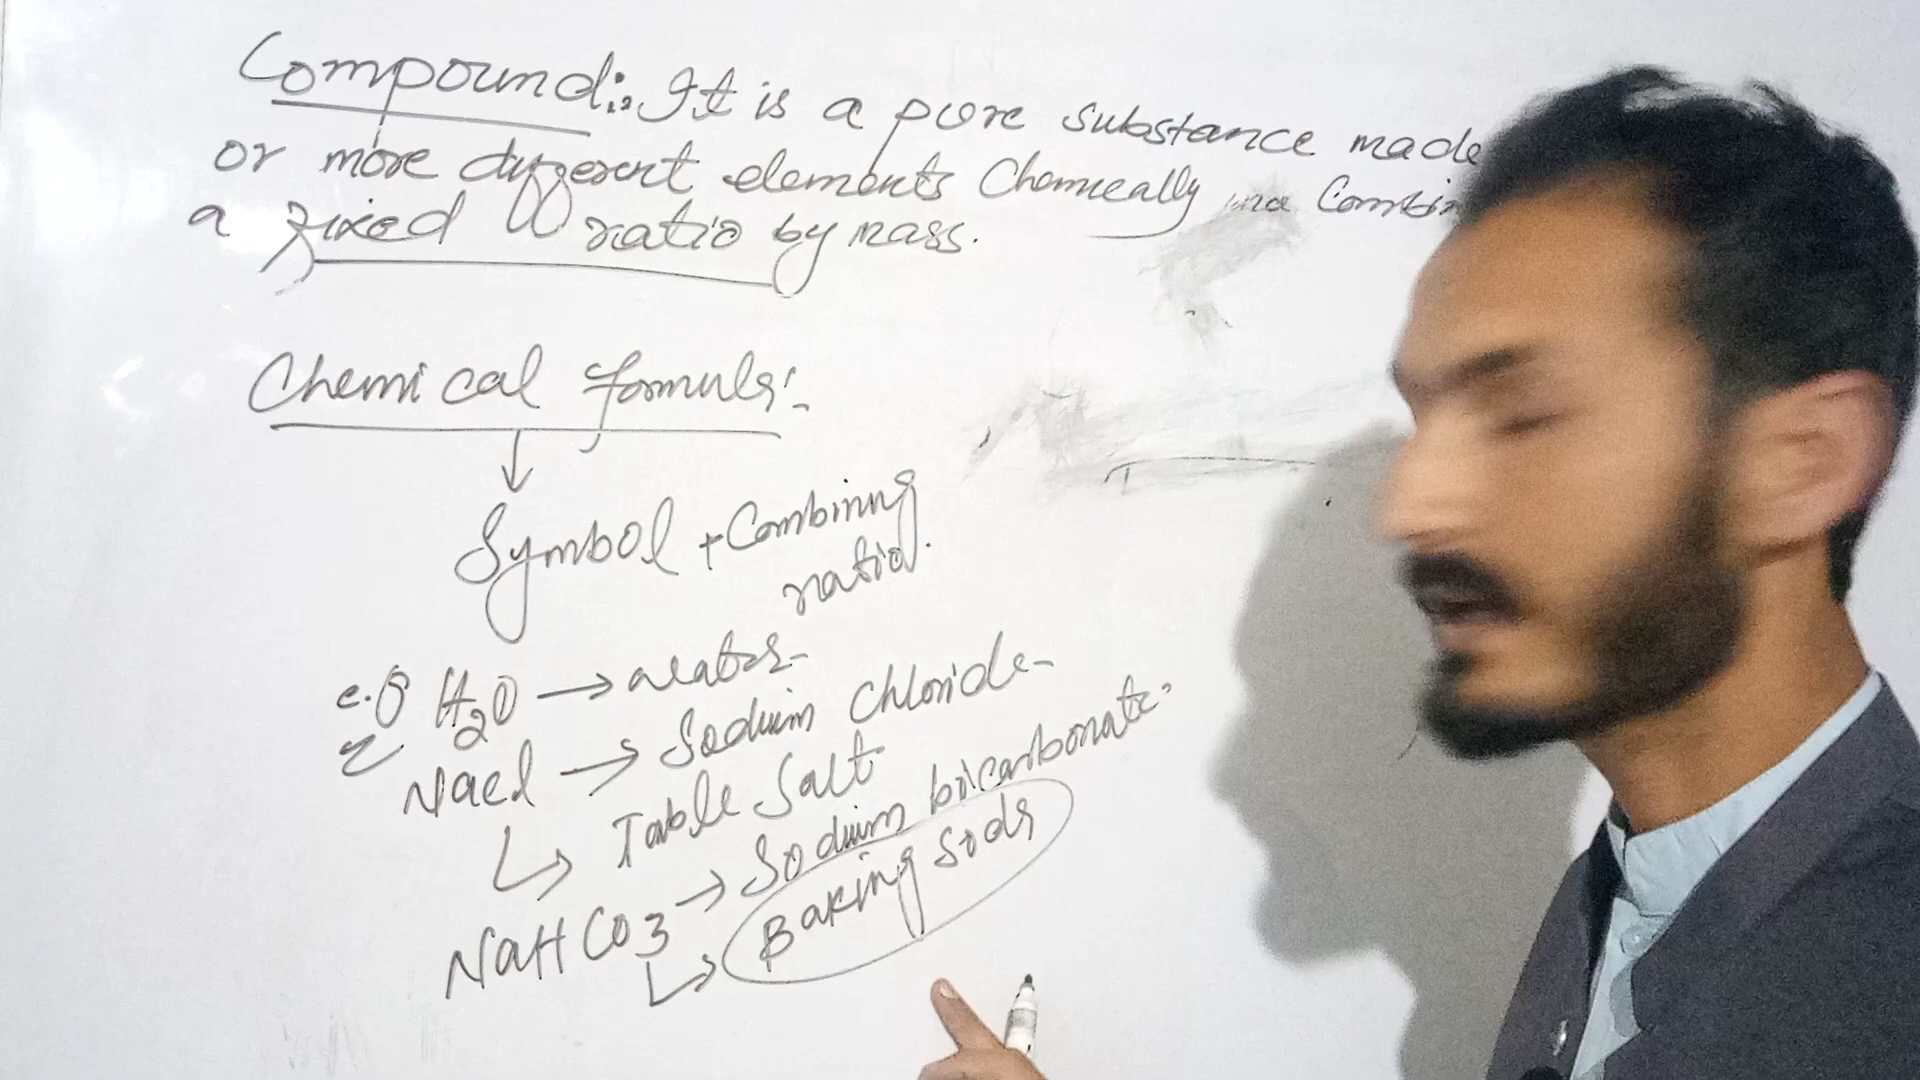 Compound:- It is a pure substance made
or more different elements Chemically Combin
a fixed ratio by mass.
Chemical formula:-
Symbol + Combining
ratio.
e.g H2O → water
NaCl → Sodium Chloride
↳ Table Salt
NaHCO3 → Sodium bicarbonate
↳ Baking soda